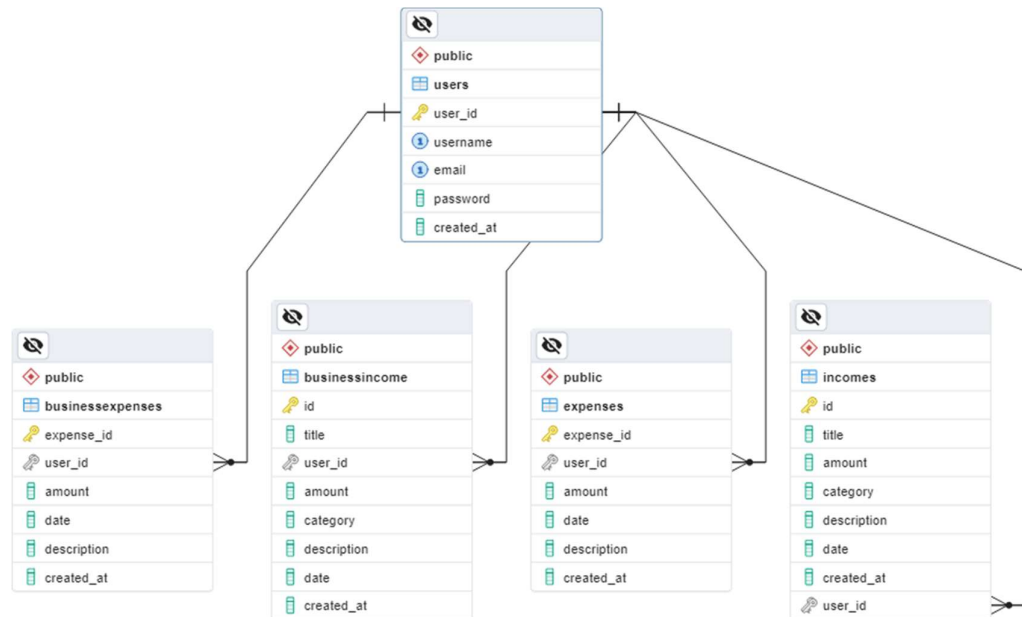 public
users
user_id
username
email
password
created_at
public
businessexpenses
expense_id
user_id
amount
date
description
created_at
public
businessincome
id
title
user_id
amount
category
description
date
created_at
public
expenses
expense_id
user_id
amount
date
description
created_at
public
incomes
id
title
amount
category
description
date
created_at
user_id